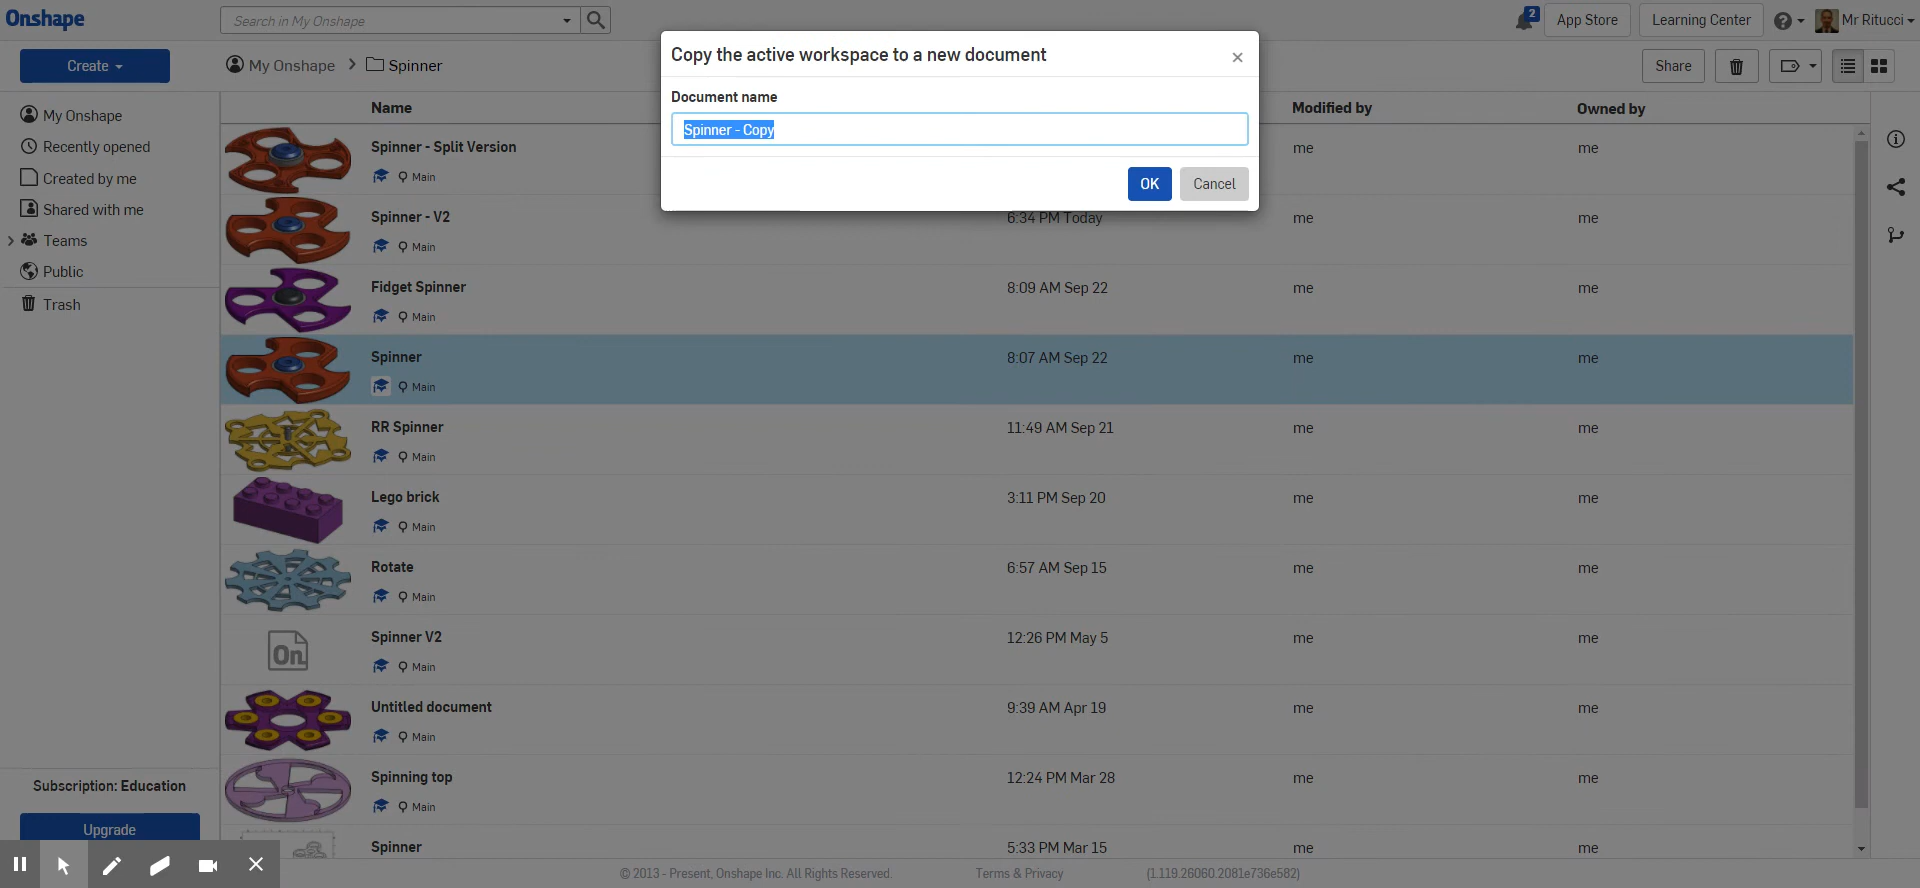 Onshape
Search in My Onshape
2
App Store
Learning Center
Mr Ritucci
Create
My Onshape
Spinner
Share
Copy the active workspace to a new document
Document name
Spinner - Copy
OK
Cancel
My Onshape
Recently opened
Created by me
Shared with me
Teams
Public
Trash
Name
Modified by
Owned by
Spinner - Split Version
Main
me
me
Spinner - V2
Main
6:34 PM Today
me
me
Fidget Spinner
Main
8:09 AM Sep 22
me
me
Spinner
Main
8:07 AM Sep 22
me
me
RR Spinner
Main
11:49 AM Sep 21
me
me
Lego brick
Main
3:11 PM Sep 20
me
me
Rotate
Main
6:57 AM Sep 15
me
me
On
Spinner V2
Main
12:26 PM May 5
me
me
Untitled document
Main
9:39 AM Apr 19
me
me
Spinning top
Main
12:24 PM Mar 28
me
me
Spinner
5:33 PM Mar 15
me
me
Subscription: Education
Upgrade
© 2013 - Present, Onshape Inc. All Rights Reserved.
Terms & Privacy
(1.119.26060.2081e736e582)